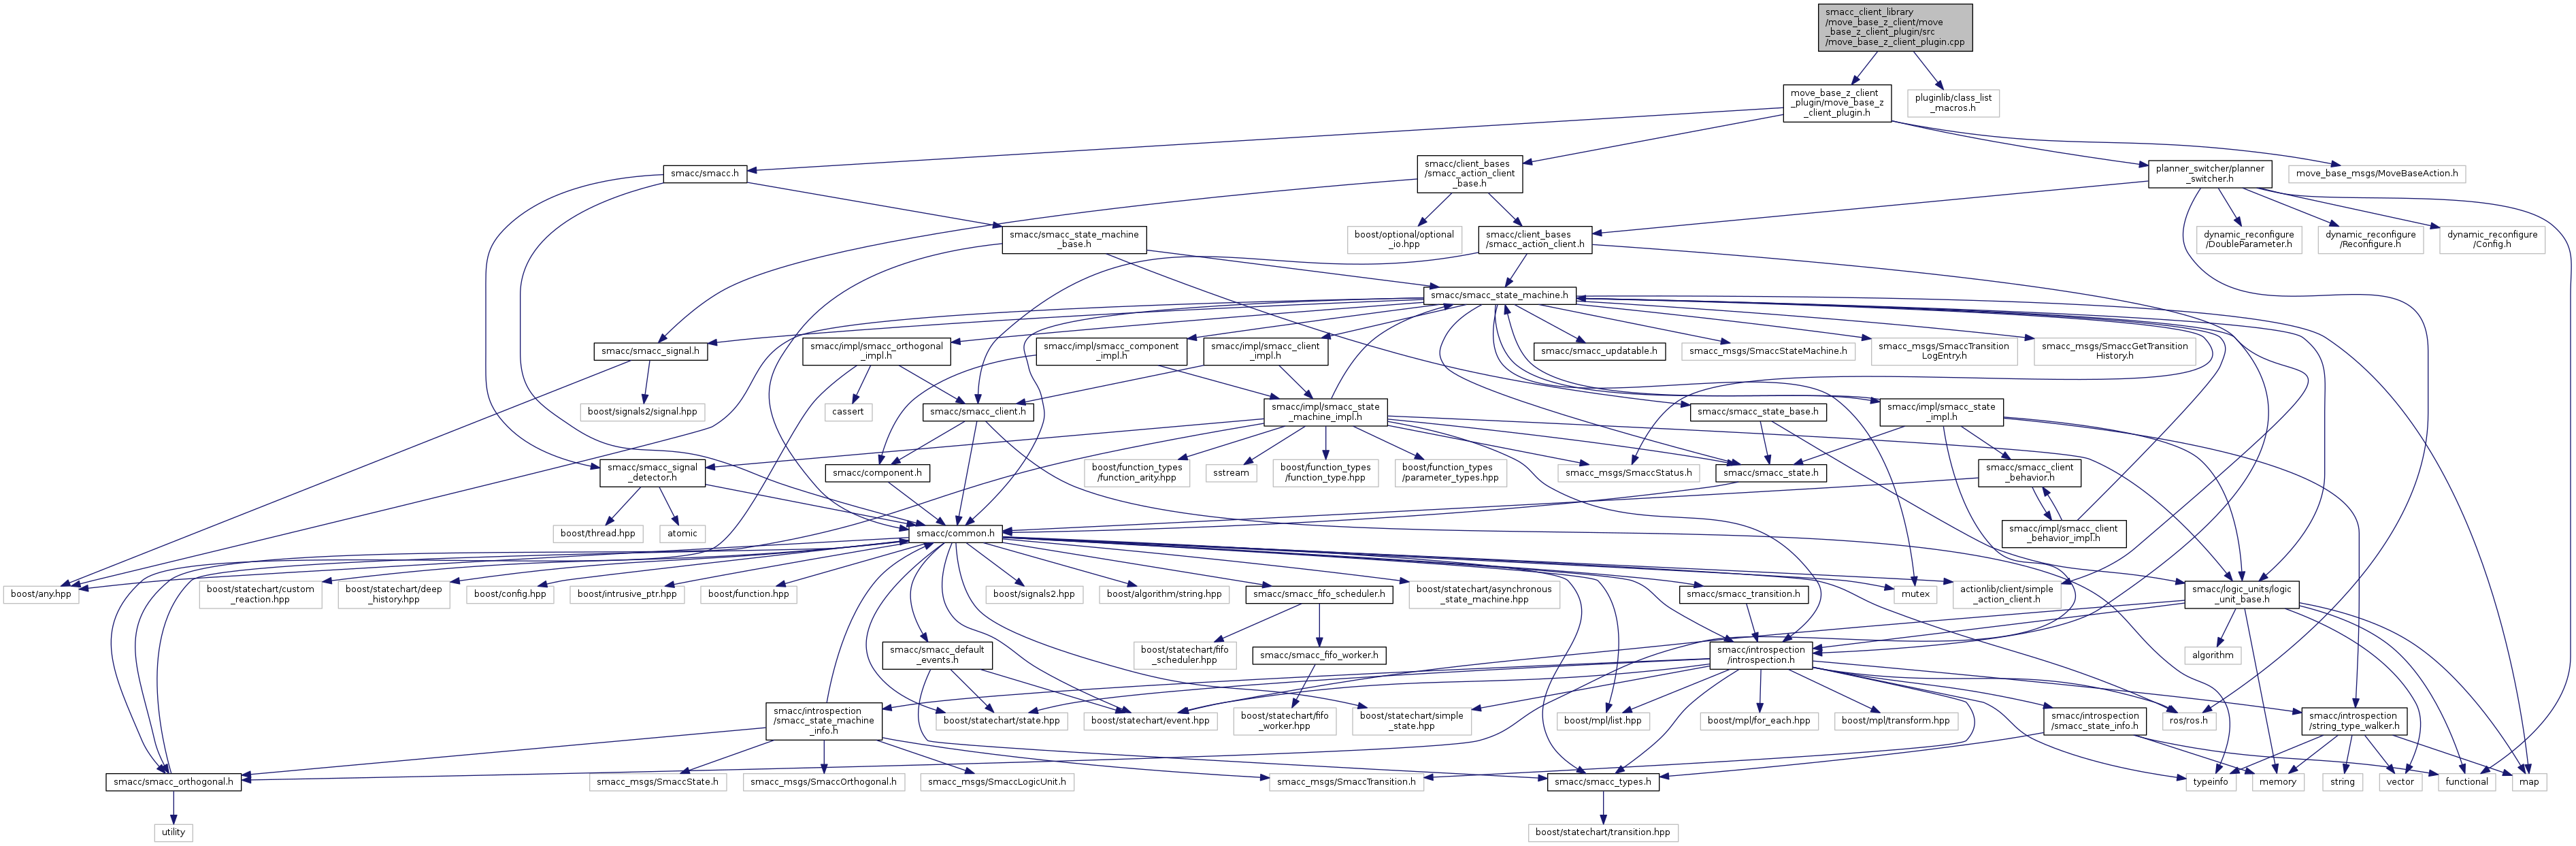 smacc_client_library
/move_base_z_client/move
_base_z_client_plugin/src
/move_base_z_client_plugin.cpp
move_base_z_client
_plugin/move_base_z
_client_plugin.h
pluginlib/class_list
_macros.h
smacc/smacc.h
smacc/client_bases
/smacc_action_client
_base.h
planner_switcher/planner
_switcher.h
move_base_msgs/MoveBaseAction.h
smacc/smacc_state_machine
_base.h
boost/optional/optional
_io.hpp
smacc/client_bases
/smacc_action_client.h
dynamic_reconfigure
/DoubleParameter.h
dynamic_reconfigure
/Reconfigure.h
dynamic_reconfigure
/Config.h
smacc/smacc_state_machine.h
smacc/smacc_signal.h
smacc/impl/smacc_orthogonal
_impl.h
smacc/impl/smacc_component
_impl.h
smacc/impl/smacc_client
_impl.h
smacc/smacc_updatable.h
smacc_msgs/SmaccStateMachine.h
smacc_msgs/SmaccTransition
LogEntry.h
smacc_msgs/SmaccGetTransition
History.h
boost/signals2/signal.hpp
cassert
smacc/smacc_client.h
smacc/impl/smacc_state
_machine_impl.h
smacc/smacc_state_base.h
smacc/impl/smacc_state
_impl.h
smacc/smacc_signal
_detector.h
smacc/component.h
boost/function_types
/function_arity.hpp
sstream
boost/function_types
/function_type.hpp
boost/function_types
/parameter_types.hpp
smacc_msgs/SmaccStatus.h
smacc/smacc_state.h
smacc/smacc_client
_behavior.h
boost/thread.hpp
atomic
smacc/common.h
smacc/impl/smacc_client
_behavior_impl.h
boost/any.hpp
boost/statechart/custom
_reaction.hpp
boost/statechart/deep
_history.hpp
boost/config.hpp
boost/intrusive_ptr.hpp
boost/function.hpp
boost/signals2.hpp
boost/algorithm/string.hpp
smacc/smacc_fifo_scheduler.h
boost/statechart/asynchronous
_state_machine.hpp
smacc/smacc_transition.h
mutex
actionlib/client/simple
_action_client.h
smacc/logic_units/logic
_unit_base.h
smacc/smacc_default
_events.h
boost/statechart/fifo
_scheduler.hpp
smacc/smacc_fifo_worker.h
smacc/introspection
/introspection.h
algorithm
smacc/introspection
/smacc_state_machine
_info.h
boost/statechart/state.hpp
boost/statechart/event.hpp
boost/statechart/fifo
_worker.hpp
boost/statechart/simple
_state.hpp
boost/mpl/list.hpp
boost/mpl/for_each.hpp
boost/mpl/transform.hpp
smacc/introspection
/smacc_state_info.h
ros/ros.h
smacc/introspection
/string_type_walker.h
smacc/smacc_orthogonal.h
smacc_msgs/SmaccState.h
smacc_msgs/SmaccOrthogonal.h
smacc_msgs/SmaccLogicUnit.h
smacc_msgs/SmaccTransition.h
smacc/smacc_types.h
typeinfo
memory
string
vector
functional
map
utility
boost/statechart/transition.hpp